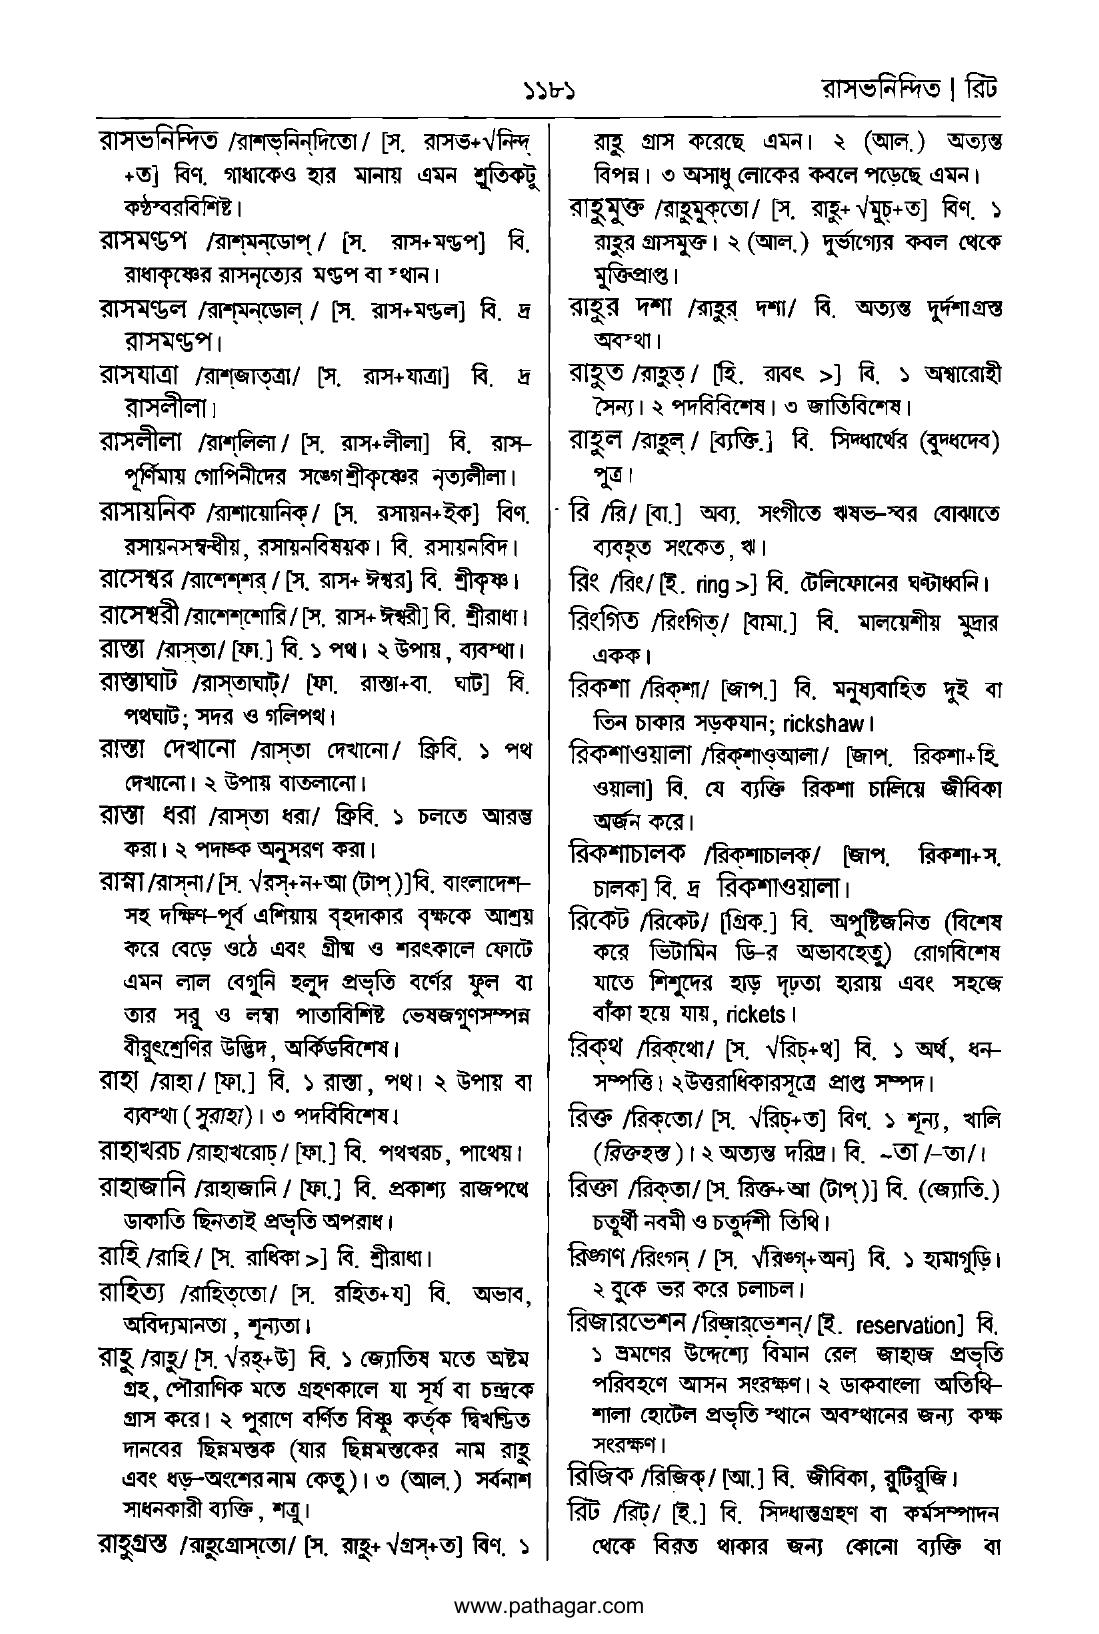 ১১৮১
রাসভনিন্দিত | রিট
রাসভনিন্দিত /রাশভ্‌নিন্‌দিতো/ [স. রাসভ+√নিন্দ্‌
+ত] বিণ. গাধাকেও হার মানায় এমন শ্রুতিকটু
কণ্ঠস্বরবিশিষ্ট।
রাসমণ্ডপ /রাশ্‌মন্‌ডোপ্‌/ [স. রাস+মণ্ডপ] বি.
রাধাকৃষ্ণের রাসনৃত্যের মণ্ডপ বা স্থান।
রাসমণ্ডল /রাশ্‌মন্‌ডোল্‌/ [স. রাস+মণ্ডল] বি. দ্র
রাসমণ্ডপ।
রাসযাত্রা /রাশ্‌জাত্‌ত্রা/ [স. রাস+যাত্রা] বি. দ্র
রাসলীলা।
রাসলীলা /রাশ্‌লিলা/ [স. রাস+লীলা] বি. রাস–
পূর্ণিমায় গোপিনীদের সঙ্গে শ্রীকৃষ্ণের নৃত্যলীলা।
রাসায়নিক /রাশায়োনিক্‌/ [স. রসায়ন+ইক] বিণ.
রসায়নসম্বন্ধীয়, রসায়নবিষয়ক। বি. রসায়নবিদ।
রাসেশ্বর /রাশেশ্‌শর্‌/ [স. রাস+ ঈশ্বর] বি. শ্রীকৃষ্ণ।
রাসেশ্বরী /রাশেশ্‌শোরি/ [স. রাস+ ঈশ্বরী] বি. শ্রীরাধা।
রাস্তা /রাস্‌তা/ [ফা.] বি. ১ পথ। ২ উপায়, ব্যবস্থা।
রাস্তাঘাট /রাস্‌তাঘাট্‌/ [ফা. রাস্তা+বা. ঘাট] বি.
পথঘাট; সদর ও গলিপথ।
রাস্তা দেখানো /রাস্‌তা দেখানো/ ক্রিবি. ১ পথ
দেখানো। ২ উপায় বাতলানো।
রাস্তা ধরা /রাস্‌তা ধরা/ ক্রিবি. ১ চলতে আরম্ভ
করা। ২ পদাঙ্ক অনুসরণ করা।
রাস্না /রাস্‌না/ [স. √রস্‌+ন+আ (টাপ্‌)] বি. বাংলাদেশ–
সহ দক্ষিণ–পূর্ব এশিয়ায় বৃহদাকার বৃক্ষকে আশ্রয়
করে বেড়ে ওঠে এবং গ্রীষ্ম ও শরৎকালে ফোটে
এমন লাল বেগুনি হলুদ প্রভৃতি বর্ণের ফুল বা
তার সরু ও লম্বা পাতাবিশিষ্ট ভেষজগুণসম্পন্ন
বীরুৎশ্রেণির উদ্ভিদ, অর্কিডবিশেষ।
রাহা /রাহা/ [ফা.] বি. ১ রাস্তা, পথ। ২ উপায় বা
ব্যবস্থা (সুরাহা)। ৩ পদবিবিশেষ।
রাহাখরচ /রাহাখরোচ্‌/ [ফা.] বি. পথখরচ, পাথেয়।
রাহাজানি /রাহাজানি/ [ফা.] বি. প্রকাশ্য রাজপথে
ডাকাতি ছিনতাই প্রভৃতি অপরাধ।
রাহি /রাহি/ [স. রাধিকা >] বি. শ্রীরাধা।
রাহিত্য /রাহিত্‌তো/ [স. রহিত+য] বি. অভাব,
অবিদ্যমানতা, শূন্যতা।
রাহু /রাহু/ [স. √রহ্‌+উ] বি. ১ জ্যোতিষ মতে অষ্টম
গ্রহ, পৌরাণিক মতে গ্রহণকালে যা সূর্য বা চন্দ্রকে
গ্রাস করে। ২ পুরাণে বর্ণিত বিষ্ণু কর্তৃক দ্বিখণ্ডিত
দানবের ছিন্নমস্তক (যার ছিন্নমস্তকের নাম রাহু
এবং ধড়–অংশের নাম কেতু)। ৩ (আল.) সর্বনাশ
সাধনকারী ব্যক্তি, শত্রু।
রাহুগ্রস্ত /রাহুগ্রোস্‌তো/ [স. রাহু+ √গ্রস্‌+ত] বিণ. ১
রাহু গ্রাস করেছে এমন। ২ (আল.) অত্যন্ত
বিপন্ন। ৩ অসাধু লোকের কবলে পড়েছে এমন।
রাহুমুক্ত /রাহুমুক্‌তো/ [স. রাহু+ √মুচ্‌+ত] বিণ. ১
রাহুর গ্রাসমুক্ত। ২ (আল.) দুর্ভাগ্যের কবল থেকে
মুক্তিপ্রাপ্ত।
রাহুর দশা /রাহুর্‌ দশা/ বি. অত্যন্ত দুর্দশাগ্রস্ত
অবস্থা।
রাহুত /রাহুত্‌/ [হি. রাবৎ >] বি. ১ অশ্বারোহী
সৈন্য। ২ পদবিবিশেষ। ৩ জাতিবিশেষ।
রাহুল /রাহুল্‌/ [ব্যক্তি.] বি. সিদ্ধার্থের (বুদ্ধদেব)
পুত্র।
রি /রি/ [বা.] অব্য. সংগীতে ঋষভ–স্বর বোঝাতে
ব্যবহৃত সংকেত, ঋ।
রিং /রিং/ [ই. ring >] বি. টেলিফোনের ঘণ্টাধ্বনি।
রিংগিত /রিংগিত্‌/ [বামা.] বি. মালয়েশীয় মুদ্রার
একক।
রিকশা /রিক্‌শা/ [জাপ.] বি. মনুষ্যবাহিত দুই বা
তিন চাকার সড়কযান; rickshaw।
রিকশাওয়ালা /রিক্‌শাওআলা/ [জাপ. রিকশা+হি.
ওয়ালা] বি. যে ব্যক্তি রিকশা চালিয়ে জীবিকা
অর্জন করে।
রিকশাচালক /রিক্‌শাচালক্‌/ [জাপ. রিকশা+স.
চালক] বি. দ্র রিকশাওয়ালা।
রিকেট /রিকেট/ [গ্রিক.] বি. অপুষ্টিজনিত (বিশেষ
করে ভিটামিন ডি–র অভাবহেতু) রোগবিশেষ
যাতে শিশুদের হাড় দৃঢ়তা হারায় এবং সহজে
বাঁকা হয়ে যায়, rickets।
রিক্‌থ /রিক্‌থো/ [স. √রিচ্‌+থ] বি. ১ অর্থ, ধন–
সম্পত্তি। ২ উত্তরাধিকারসূত্রে প্রাপ্ত সম্পদ।
রিক্ত /রিক্‌তো/ [স. √রিচ্‌+ত] বিণ. ১ শূন্য, খালি
(রিক্তহস্ত)। ২ অত্যন্ত দরিদ্র। বি. ~তা /–তা/।
রিক্তা /রিক্‌তা/ [স. রিক্ত+আ (টাপ্‌)] বি. (জ্যোতি.)
চতুর্থী নবমী ও চতুর্দশী তিথি।
রিঙ্গণ /রিংগন্‌/ [স. √রিঙ্গ্‌+অন] বি. ১ হামাগুড়ি।
২ বুকে ভর করে চলাচল।
রিজারভেশন /রিজার্‌ভেশন্‌/ [ই. reservation] বি.
১ ভ্রমণের উদ্দেশ্যে বিমান রেল জাহাজ প্রভৃতি
পরিবহণে আসন সংরক্ষণ। ২ ডাকবাংলা অতিথি–
শালা হোটেল প্রভৃতি স্থানে অবস্থানের জন্য কক্ষ
সংরক্ষণ।
রিজিক /রিজিক্‌/ [আ.] বি. জীবিকা, রুটিরুজি।
রিট /রিট্‌/ [ই.] বি. সিদ্ধান্তগ্রহণ বা কর্মসম্পাদন
থেকে বিরত থাকার জন্য কোনো ব্যক্তি বা
www.pathagar.com